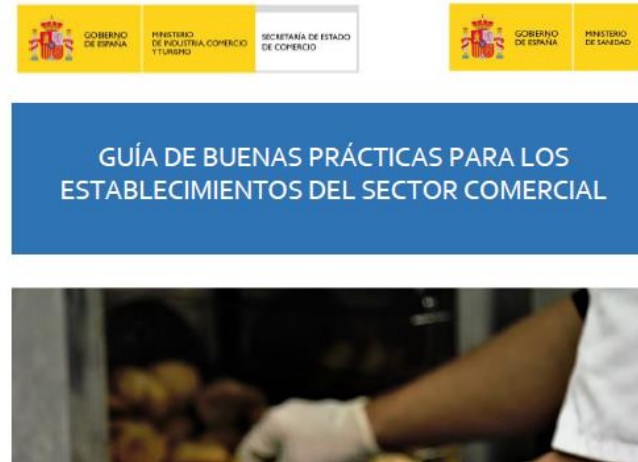 GOBIERNO
DE ESPAÑA
MINISTERIO
DE INDUSTRIA, COMERCIO
Y TURISMO
SECRETARÍA DE ESTADO
DE COMERCIO
GOBIERNO
DE ESPAÑA
MINISTERIO
DE SANIDAD
GUÍA DE BUENAS PRÁCTICAS PARA LOS
ESTABLECIMIENTOS DEL SECTOR COMERCIAL